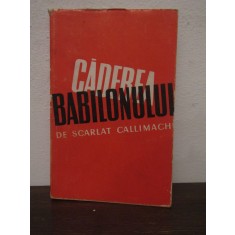 CĂDEREA
BABILONULUI
DE SCARLAT CALLIMACHI